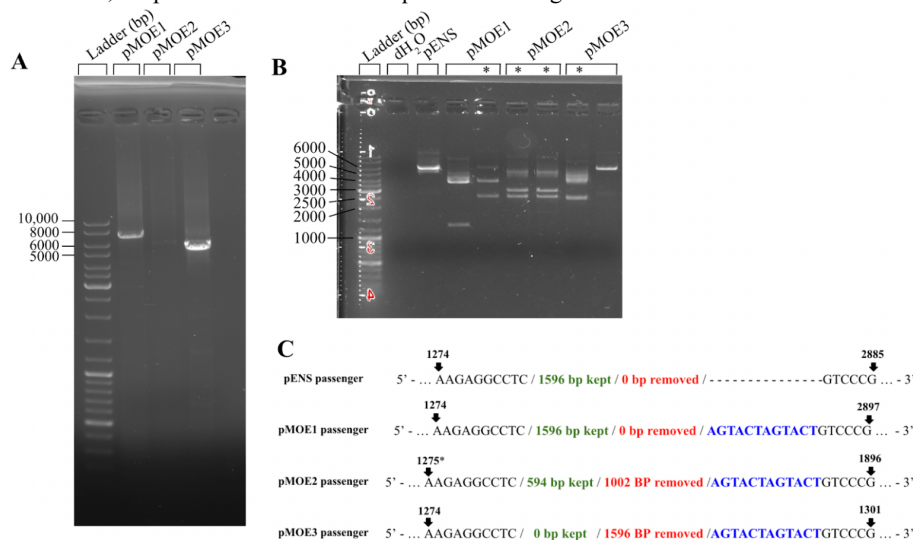 A
Ladder (bp)
pMOE1
pMOE2
pMOE3
10,000
8000
6000
5000
B
Ladder (bp)
dH2O
pENS
pMOE1
pMOE2
pMOE3
* * * *
6000
5000
4000
3000
2500
2000
1000
1
2
3
4
C
1274 2885
pENS passenger 5’ - … AAGAGGCCTC / 1596 bp kept / 0 bp removed / - - - - - - - - - - - - -GTCCCG … - 3’
1274 2897
pMOE1 passenger 5’ - … AAGAGGCCTC / 1596 bp kept / 0 bp removed / AGTACTAGTACTGTCCCG … - 3’
1275* 1896
pMOE2 passenger 5’ - … AAGAGGCCTC / 594 bp kept / 1002 BP removed /AGTACTAGTACTGTCCCG … - 3’
1274 1301
pMOE3 passenger 5’ - … AAGAGGCCTC / 0 bp kept / 1596 BP removed /AGTACTAGTACTGTCCCG … - 3’